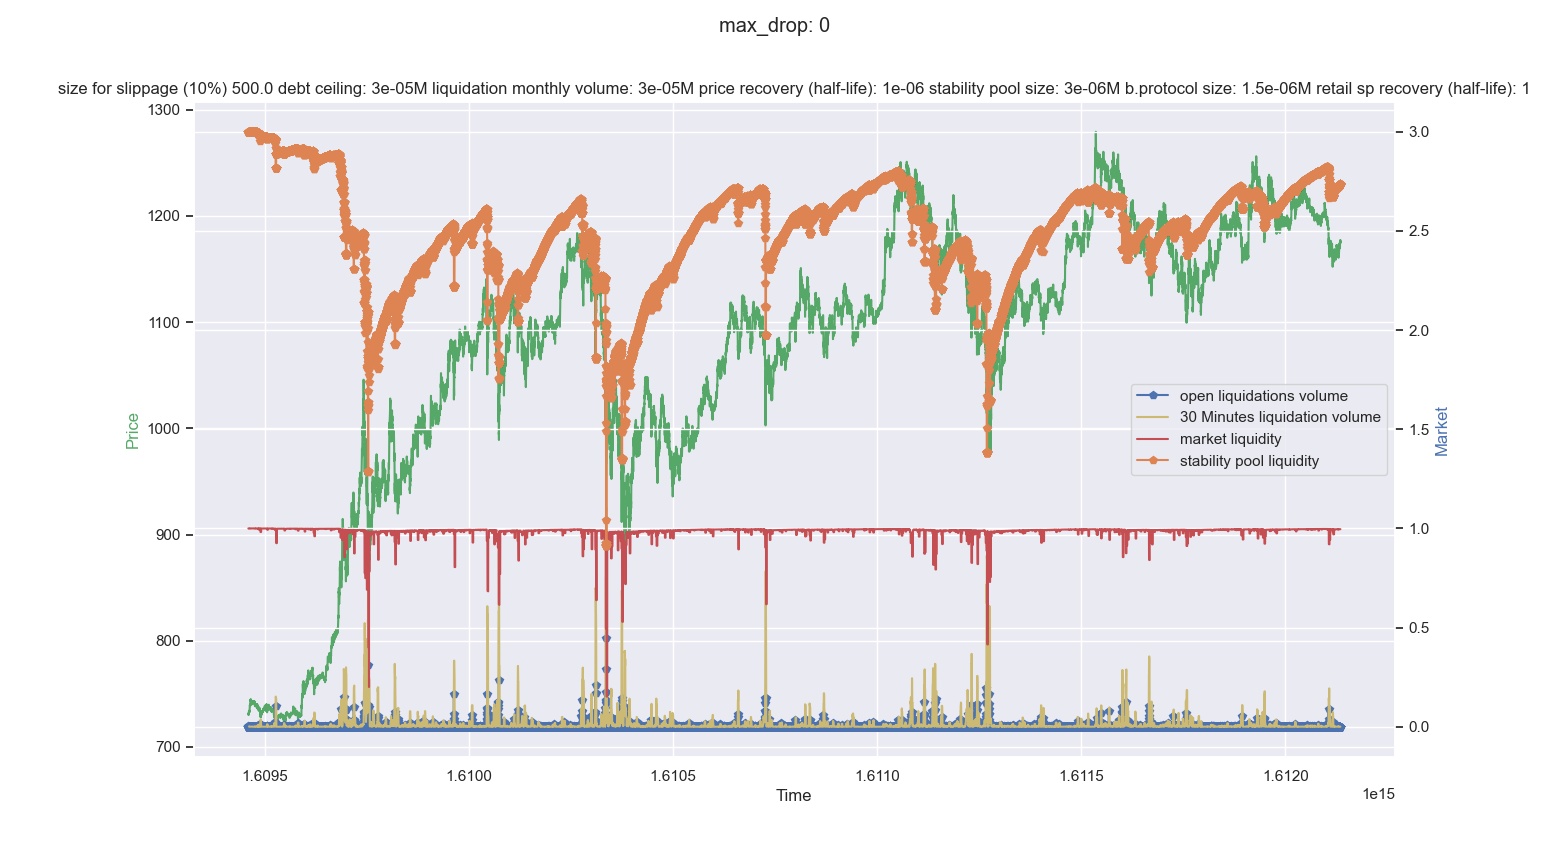 max_drop: 0
size for slippage (10%) 500.0 debt ceiling: 3e-05M liquidation monthly volume: 3e-05M price recovery (half-life): 1e-06 stability pool size: 3e-06M b.protocol size: 1.5e-06M retail sp recovery (half-life): 1
1300
1200
1100
1000
900
800
700
Price
3.0
2.5
2.0
1.5
1.0
0.5
0.0
Market
open liquidations volume
30 Minutes liquidation volume
market liquidity
stability pool liquidity
1.6095
1.6100
1.6105
1.6110
1.6115
1.6120
Time
1e15